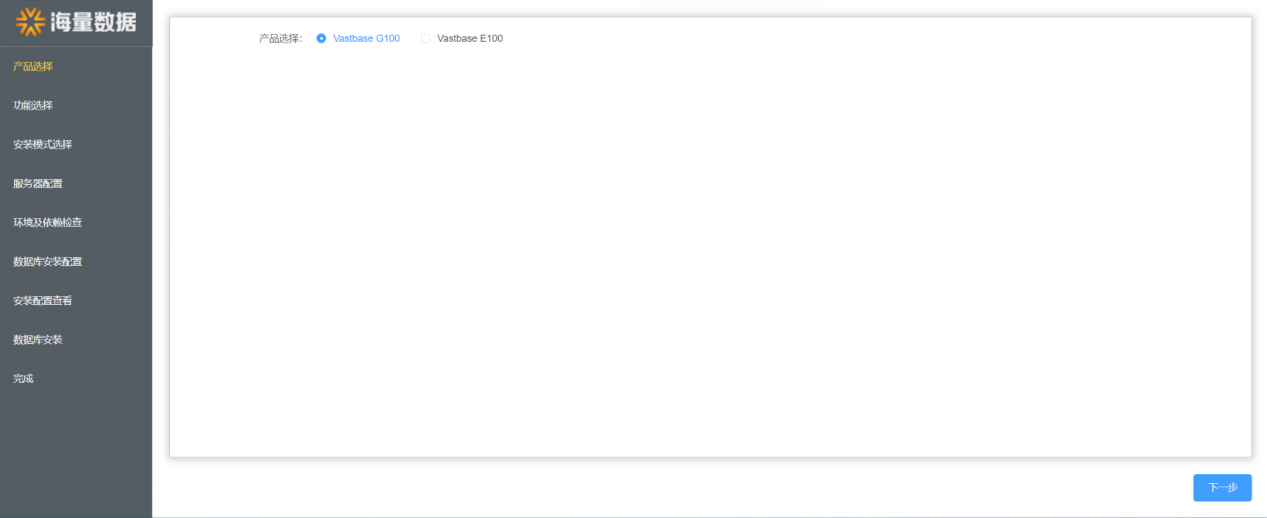 海量数据
产品选择
功能选择
安装模式选择
服务器配置
环境及依赖检查
数据库安装配置
安装配置查看
数据库安装
完成
产品选择: Vastbase G100 Vastbase E100
下一步